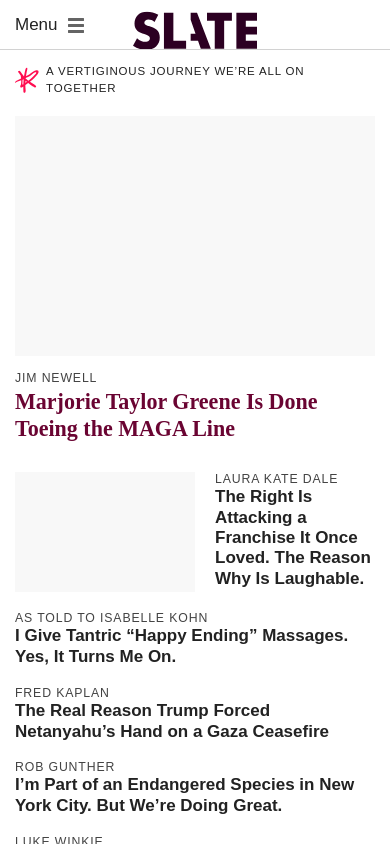 Menu
SLATE
A VERTIGINOUS JOURNEY WE’RE ALL ON
TOGETHER
JIM NEWELL
Marjorie Taylor Greene Is Done
Toeing the MAGA Line
LAURA KATE DALE
The Right Is
Attacking a
Franchise It Once
Loved. The Reason
Why Is Laughable.
AS TOLD TO ISABELLE KOHN
I Give Tantric “Happy Ending” Massages.
Yes, It Turns Me On.
FRED KAPLAN
The Real Reason Trump Forced
Netanyahu’s Hand on a Gaza Ceasefire
ROB GUNTHER
I’m Part of an Endangered Species in New
York City. But We’re Doing Great.
LUKE WINKIE